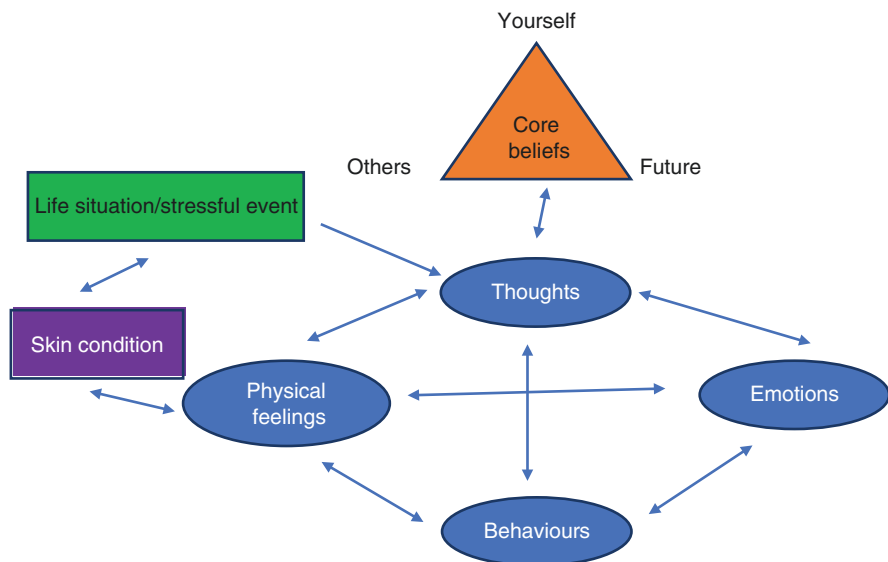 Yourself
Core
beliefs
Others
Future
Life situation/stressful event
Thoughts
Skin condition
Physical
feelings
Emotions
Behaviours